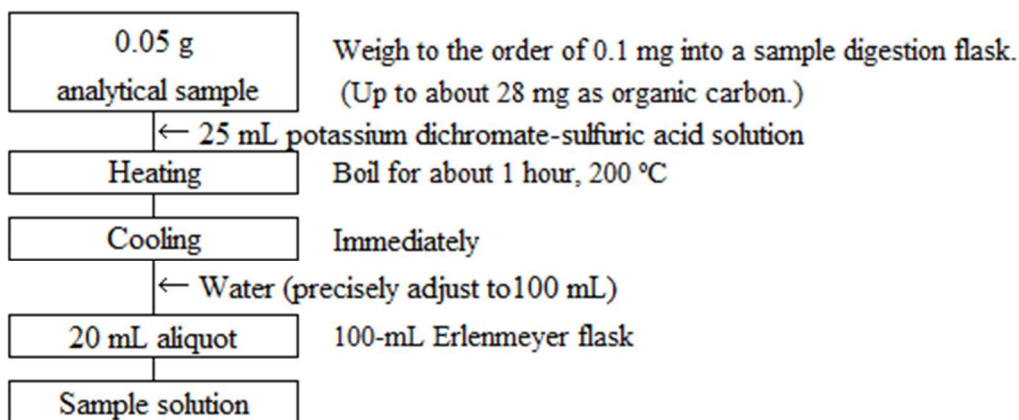 0.05 g
analytical sample
Weigh to the order of 0.1 mg into a sample digestion flask.
(Up to about 28 mg as organic carbon.)
← 25 mL potassium dichromate-sulfuric acid solution
Heating
Boil for about 1 hour, 200 ºC
Cooling
Immediately
← Water (precisely adjust to100 mL)
20 mL aliquot
100-mL Erlenmeyer flask
Sample solution